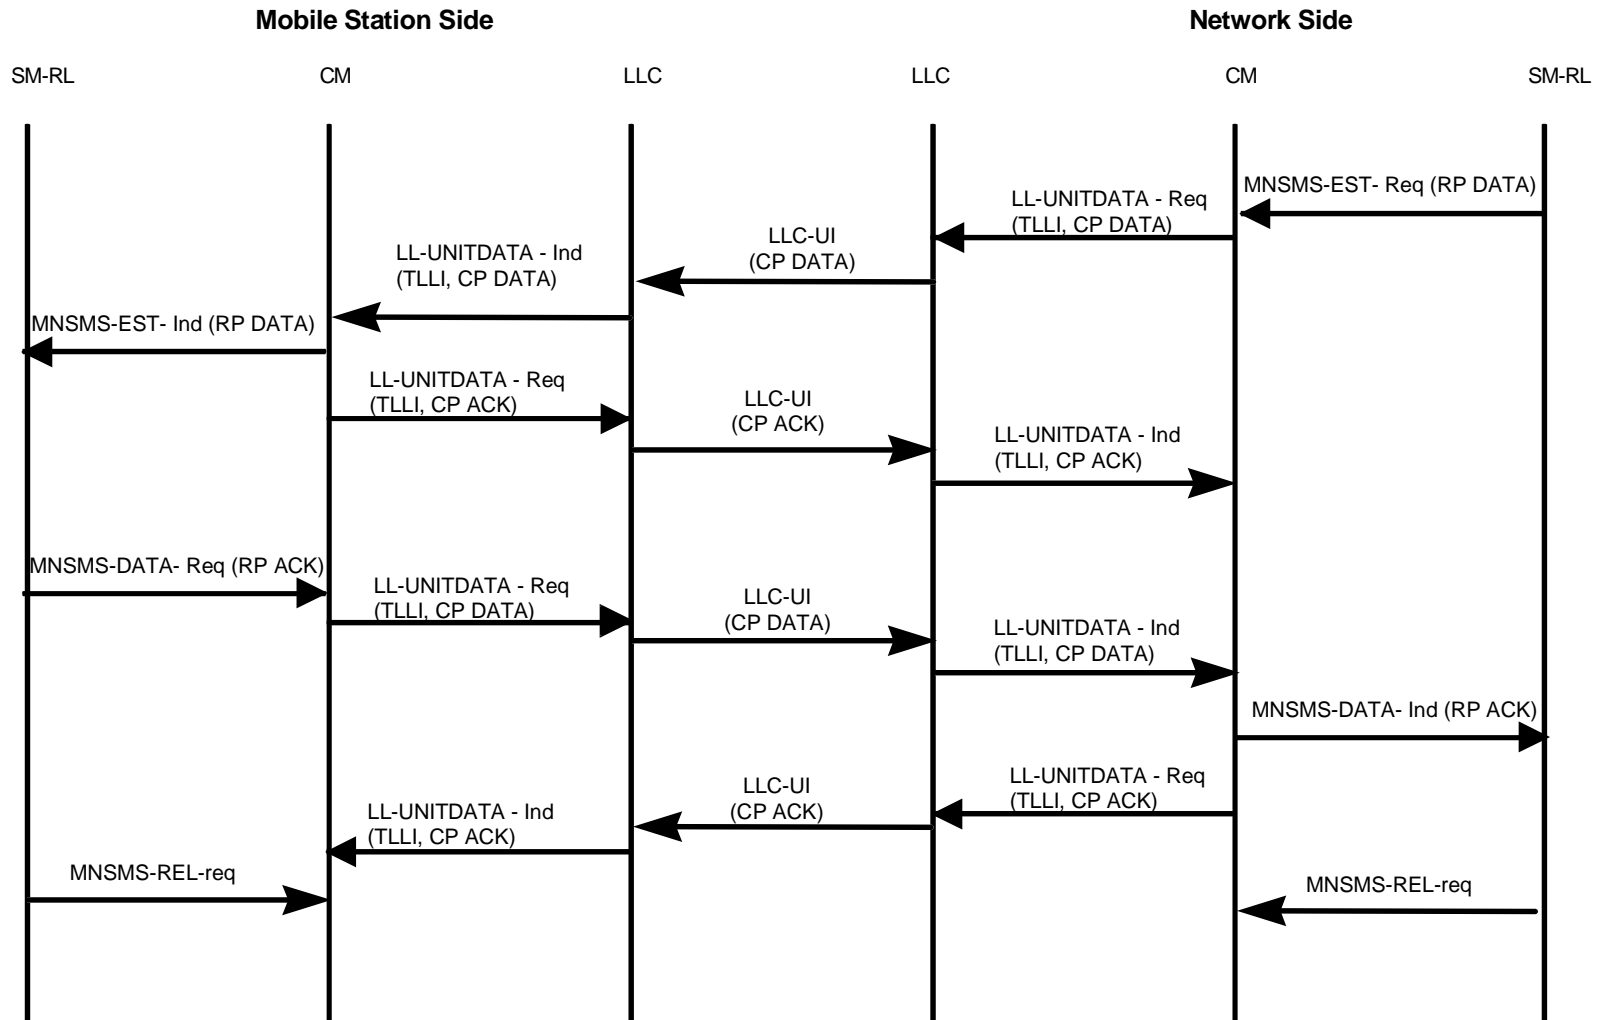 Mobile Station Side
Network Side
SM-RL
CM
LLC
LLC
CM
SM-RL
MNSMS-EST- Req (RP DATA)
LL-UNITDATA - Req
(TLLI, CP DATA)
LLC-UI
(CP DATA)
LL-UNITDATA - Ind
(TLLI, CP DATA)
MNSMS-EST- Ind (RP DATA)
LL-UNITDATA - Req
(TLLI, CP ACK)
LLC-UI
(CP ACK)
LL-UNITDATA - Ind
(TLLI, CP ACK)
MNSMS-DATA- Req (RP ACK)
LL-UNITDATA - Req
(TLLI, CP DATA)
LLC-UI
(CP DATA)
LL-UNITDATA - Ind
(TLLI, CP DATA)
MNSMS-DATA- Ind (RP ACK)
LL-UNITDATA - Req
(TLLI, CP ACK)
LLC-UI
(CP ACK)
LL-UNITDATA - Ind
(TLLI, CP ACK)
MNSMS-REL-req
MNSMS-REL-req